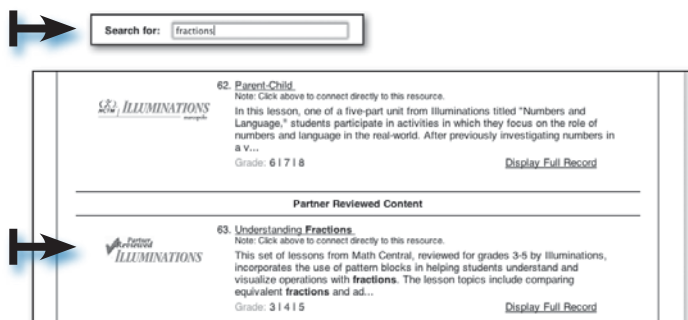 Search for: fractions
62. Parent-Child
Note: Click above to connect directly to this resource.
NCTM ILLUMINATIONS
In this lesson, one of a five-part unit from Illuminations titled "Numbers and
Language," students participate in activities in which they focus on the role of
numbers and language in the real-world. After previously investigating numbers in
a v...
Grade: 6 | 7 | 8 Display Full Record
Partner Reviewed Content
63. Understanding Fractions
Note: Click above to connect directly to this resource.
Partner
Reviewed
ILLUMINATIONS
This set of lessons from Math Central, reviewed for grades 3-5 by Illuminations,
incorporates the use of pattern blocks in helping students understand and
visualize operations with fractions. The lesson topics include comparing
equivalent fractions and ad...
Grade: 3 | 4 | 5 Display Full Record